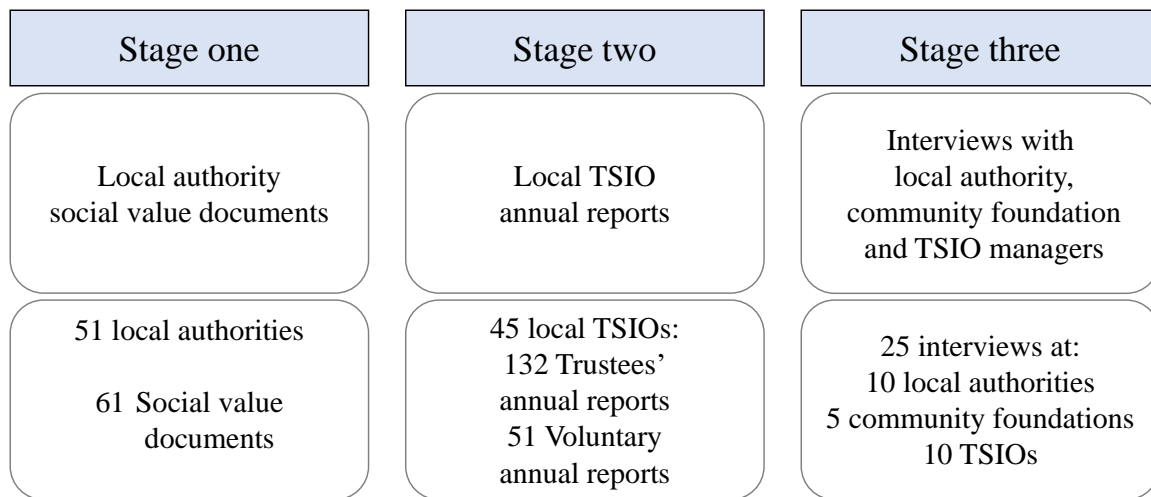 Stage one
Local authority
social value documents
51 local authorities
61 Social value
documents
Stage two
Local TSIO
annual reports
45 local TSIOs:
132 Trustees’
annual reports
51 Voluntary
annual reports
Stage three
Interviews with
local authority,
community foundation
and TSIO managers
25 interviews at:
10 local authorities
5 community foundations
10 TSIOs